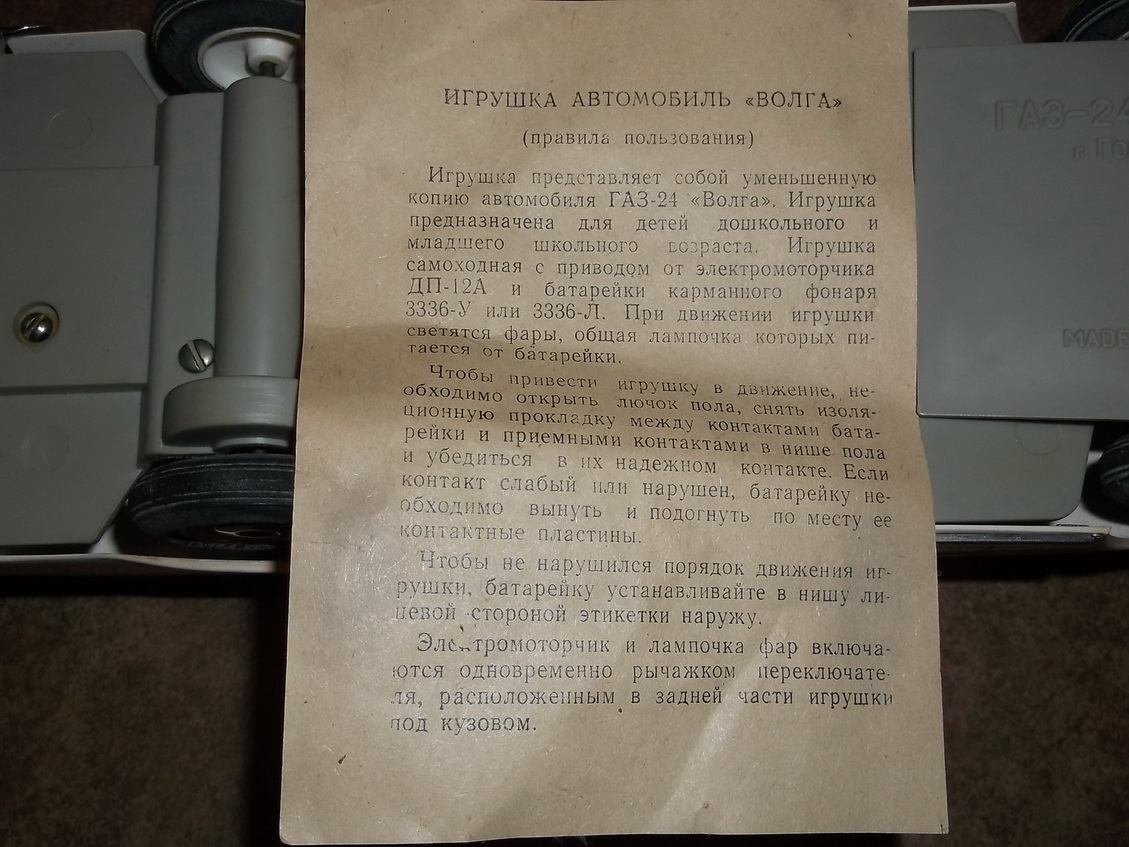 ИГРУШКА АВТОМОБИЛЬ «ВОЛГА»
(правила пользования)
Игрушка представляет собой уменьшенную
копию автомобиля ГАЗ-24 «Волга». Игрушка
предназначена для детей дошкольного и
младшего школьного возраста. Игрушка
самоходная с приводом от электромоторчика
ДП-12А и батарейки карманного фонаря
3336-У или 3336-Л. При движении игрушки
светятся фары, общая лампочка которых пи-
тается от батарейки.
Чтобы привести игрушку в движение, не-
обходимо открыть лючок пола, снять изоля-
ционную прокладку между контактами бата-
рейки и приемными контактами в нише пола
и убедиться в их надежном контакте. Если
контакт слабый или нарушен, батарейку не-
обходимо вынуть и подогнуть по месту ее
контактные пластины.
Чтобы не нарушился порядок движения иг-
рушки, батарейку устанавливайте в нишу ли-
цевой стороной этикетки наружу.
Электромоторчик и лампочка фар включа-
ются одновременно рычажком переключате-
ля, расположенным в задней части игрушки
под кузовом.
ГАЗ-24
г. ГО
MADE